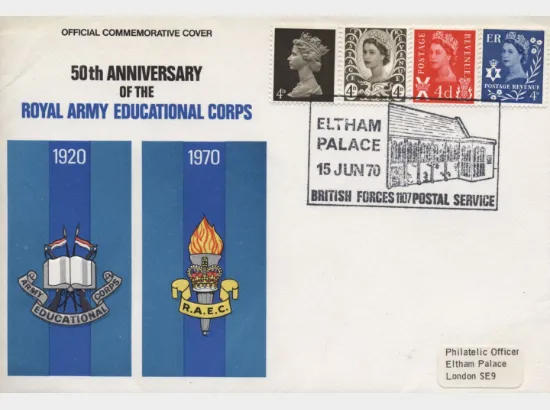 OFFICIAL COMMEMORATIVE COVER
50th ANNIVERSARY
OF THE
ROYAL ARMY EDUCATIONAL CORPS
1920
1970
ARMY EDUCATIONAL CORPS
R.A.E.C.
4d
4d 4d
POSTAGE REVENUE
4d
E II R
POSTAGE REVENUE
4d
ELTHAM
PALACE
15 JUN 70
BRITISH FORCES 1107 POSTAL SERVICE
Philatelic Officer
Eltham Palace
London SE9